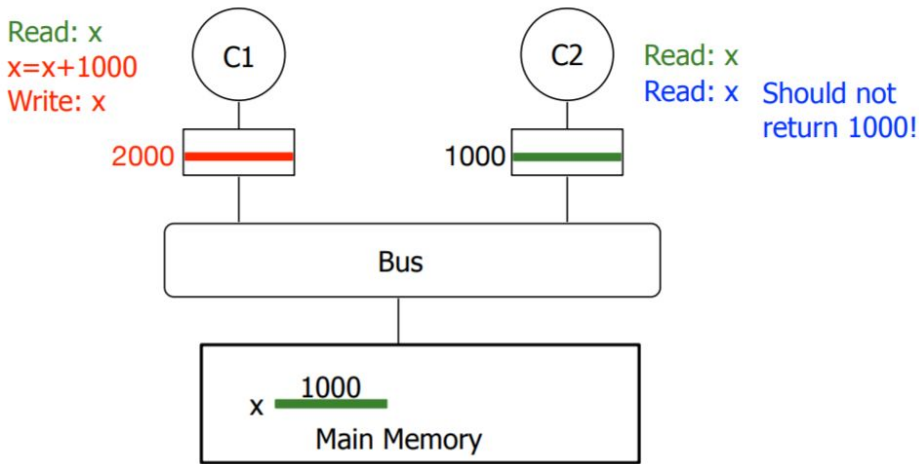 Read: x
x=x+1000
Write: x
C1
C2
Read: x
Read: x
Should not
return 1000!
2000
1000
Bus
1000
x
Main Memory